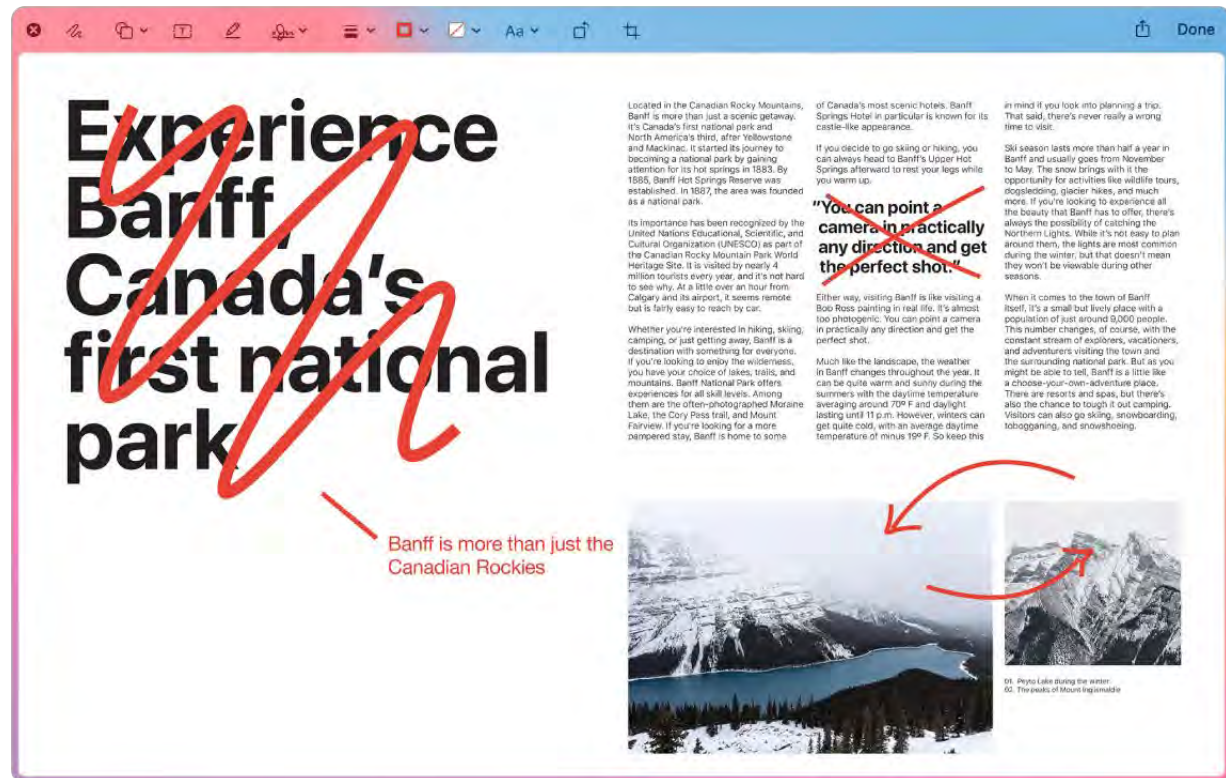 Aa
Done
Experience
Banff,
Canada's
first national
park
Banff is more than just the
Canadian Rockies
Located in the Canadian Rocky Mountains,
Banff is more than just a scenic getaway.
It's Canada's first national park and
North America's third, after Yellowstone
and Mackinac. It started its journey to
becoming a national park by gaining
attention for its hot springs in 1883. By
1885, Banff Hot Springs Reserve was
established. In 1887, the area was founded
as a national park.
Its importance has been recognized by the
United Nations Educational, Scientific, and
Cultural Organization (UNESCO) as part of
the Canadian Rocky Mountain Park World
Heritage Site. It is visited by nearly 4
million tourists every year, and it's not hard
to see why. At a little over an hour from
Calgary and its airport, it seems remote
but is fairly easy to reach by car.
Whether you're interested in hiking, skiing,
camping, or just getting away, Banff is a
destination with something for everyone.
If you're looking to enjoy the wilderness,
you have your choice of lakes, trails, and
mountains. Banff National Park offers
experiences for all skill levels. Among
them are the often-photographed Moraine
Lake, the Cory Pass trail, and Mount
Fairview. If you're looking for a more
pampered stay, Banff is home to some
of Canada's most scenic hotels. Banff
Springs Hotel in particular is known for its
castle-like appearance.
If you decide to go skiing or hiking, you
can always head to Banff's Upper Hot
Springs afterward to rest your legs while
you warm up.
"You can point a
camera in practically
any direction and get
the perfect shot."
Either way, visiting Banff is like visiting a
Bob Ross painting in real life. It's almost
too photogenic. You can point a camera
in practically any direction and get the
perfect shot.
Much like the landscape, the weather
in Banff changes throughout the year. It
can be quite warm and sunny during the
summers with the daytime temperature
averaging around 70º F and daylight
lasting until 11 p.m. However, winters can
get quite cold, with an average daytime
temperature of minus 19º F. So keep this
in mind if you look into planning a trip.
That said, there's never really a wrong
time to visit.
Ski season lasts more than half a year in
Banff and usually goes from November
to May. The snow brings with it the
opportunity for activities like wildlife tours,
dogsledding, glacier hikes, and much
more. If you're looking to experience all
the beauty that Banff has to offer, there's
always the possibility of catching the
Northern Lights. While it's not easy to plan
around them, the lights are most common
during the winter, but that doesn't mean
they won't be viewable during other
seasons.
When it comes to the town of Banff
itself, it's a small but lively place with a
population of just around 9,000 people.
This number changes, of course, with the
constant stream of explorers, vacationers,
and adventurers visiting the town and
the surrounding national park. But as you
might be able to tell, Banff is a little like
a choose-your-own-adventure place.
There are resorts and spas, but there's
also the chance to tough it out camping.
Visitors can also go skiing, snowboarding,
tobogganing, and snowshoeing.
01. Peyto Lake during the winter
02. The peaks of Mount Inglismaldie